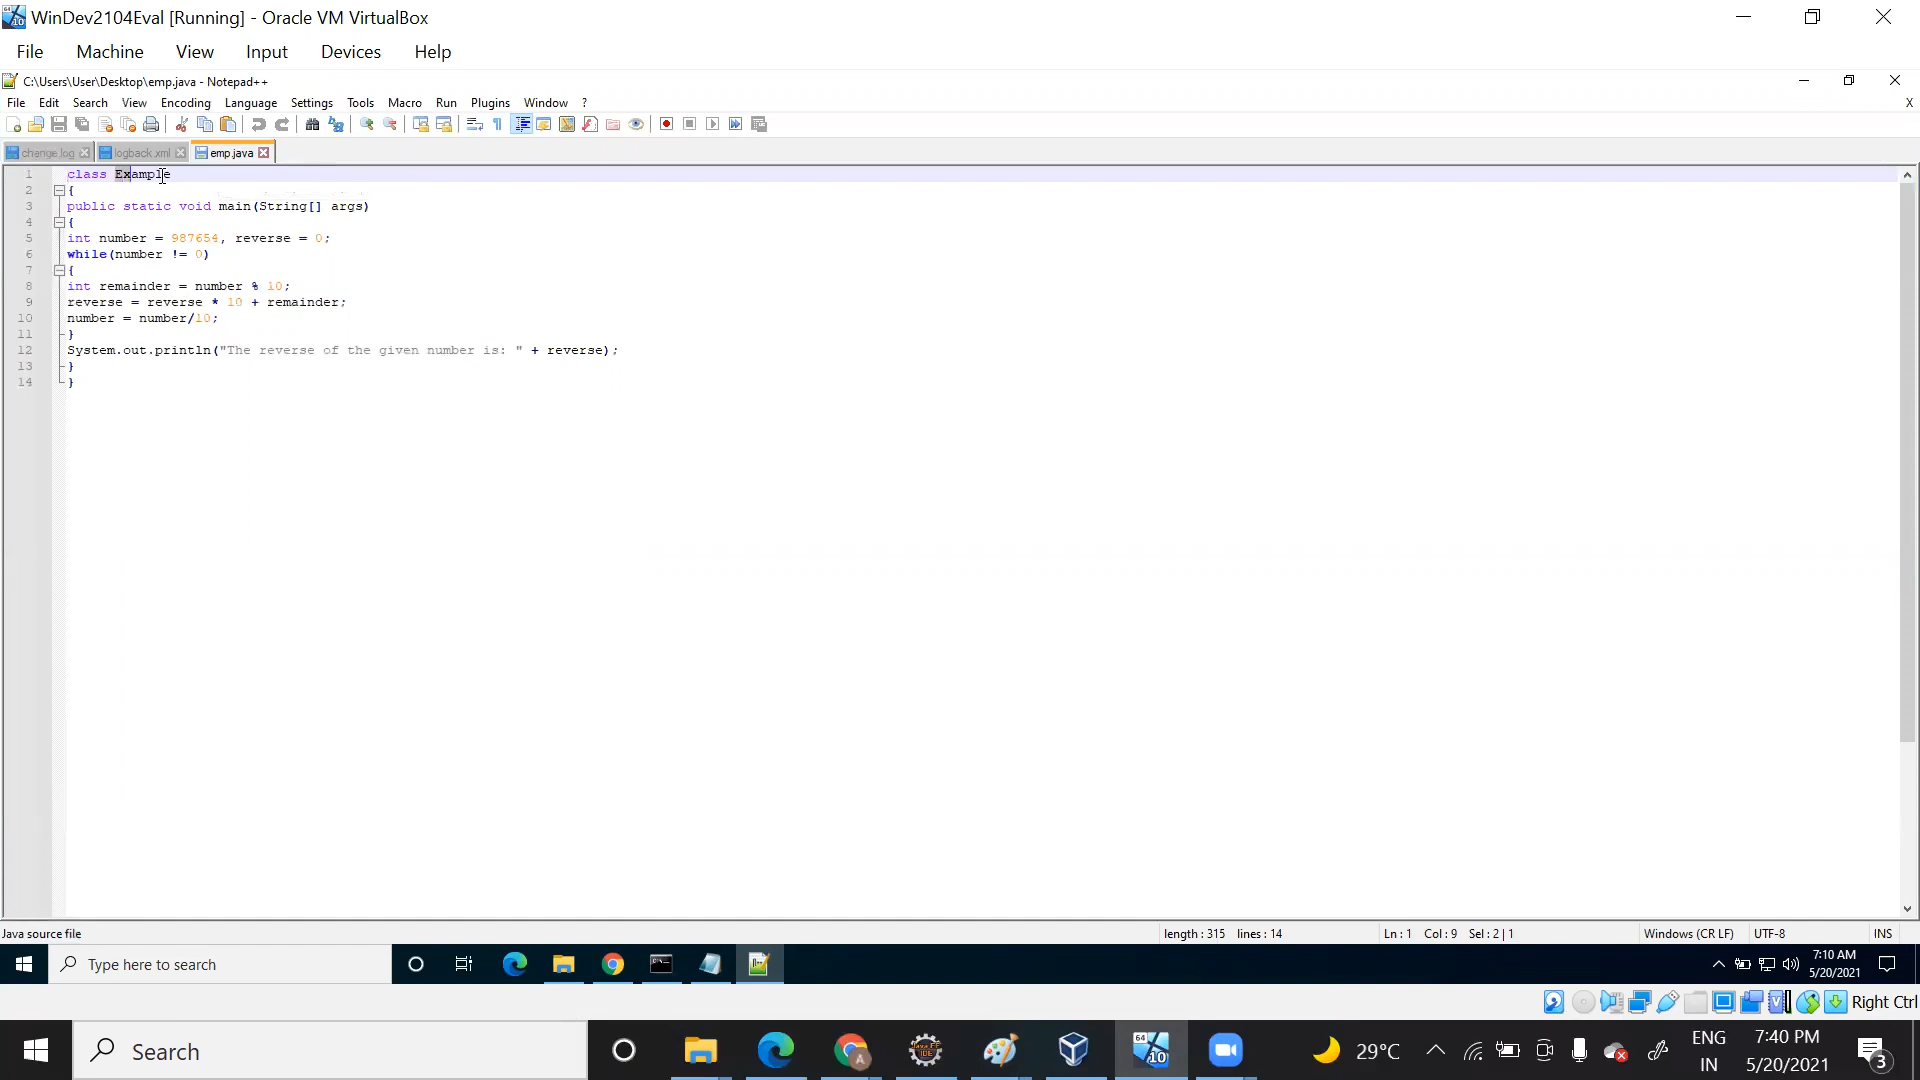 WinDev2104Eval [Running] - Oracle VM VirtualBox
File Machine View Input Devices Help
C:\Users\User\Desktop\emp.java - Notepad++
File Edit Search View Encoding Language Settings Tools Macro Run Plugins Window ? X
change.log logback.xml emp.java
1 class Example
2 {
3 public static void main(String[] args)
4 {
5 int number = 987654, reverse = 0;
6 while(number != 0)
7 {
8 int remainder = number % 10;
9 reverse = reverse * 10 + remainder;
10 number = number/10;
11 }
12 System.out.println("The reverse of the given number is: " + reverse);
13 }
14 }
Java source file length : 315 lines : 14 Ln : 1 Col : 9 Sel : 2 | 1 Windows (CR LF) UTF-8 INS
Type here to search 7:10 AM
5/20/2021
Right Ctrl
Search 29°C ENG 7:40 PM
IN 5/20/2021 3